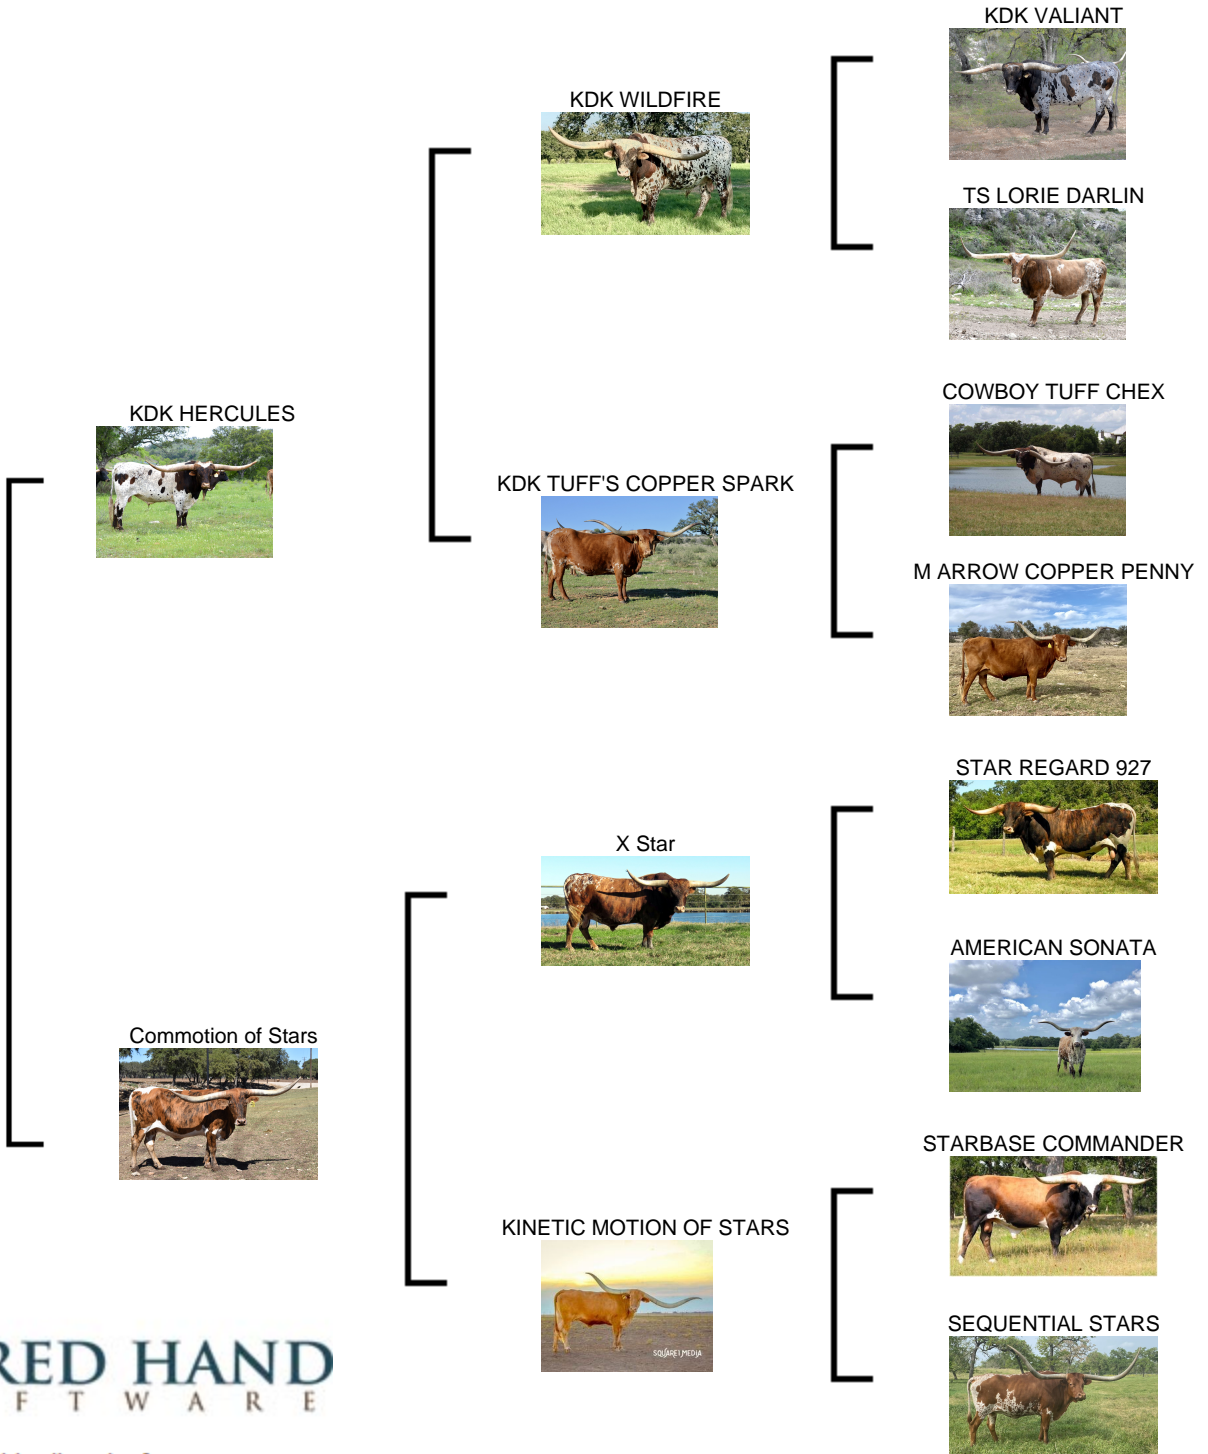 KDK VALIANT
KDK WILDFIRE
TS LORIE DARLIN
COWBOY TUFF CHEX
KDK HERCULES
KDK TUFF'S COPPER SPARK
M ARROW COPPER PENNY
STAR REGARD 927
X Star
AMERICAN SONATA
Commotion of Stars
STARBASE COMMANDER
KINETIC MOTION OF STARS
SQUARE1MEDIA
SEQUENTIAL STARS
RED HAND
F T W A R E